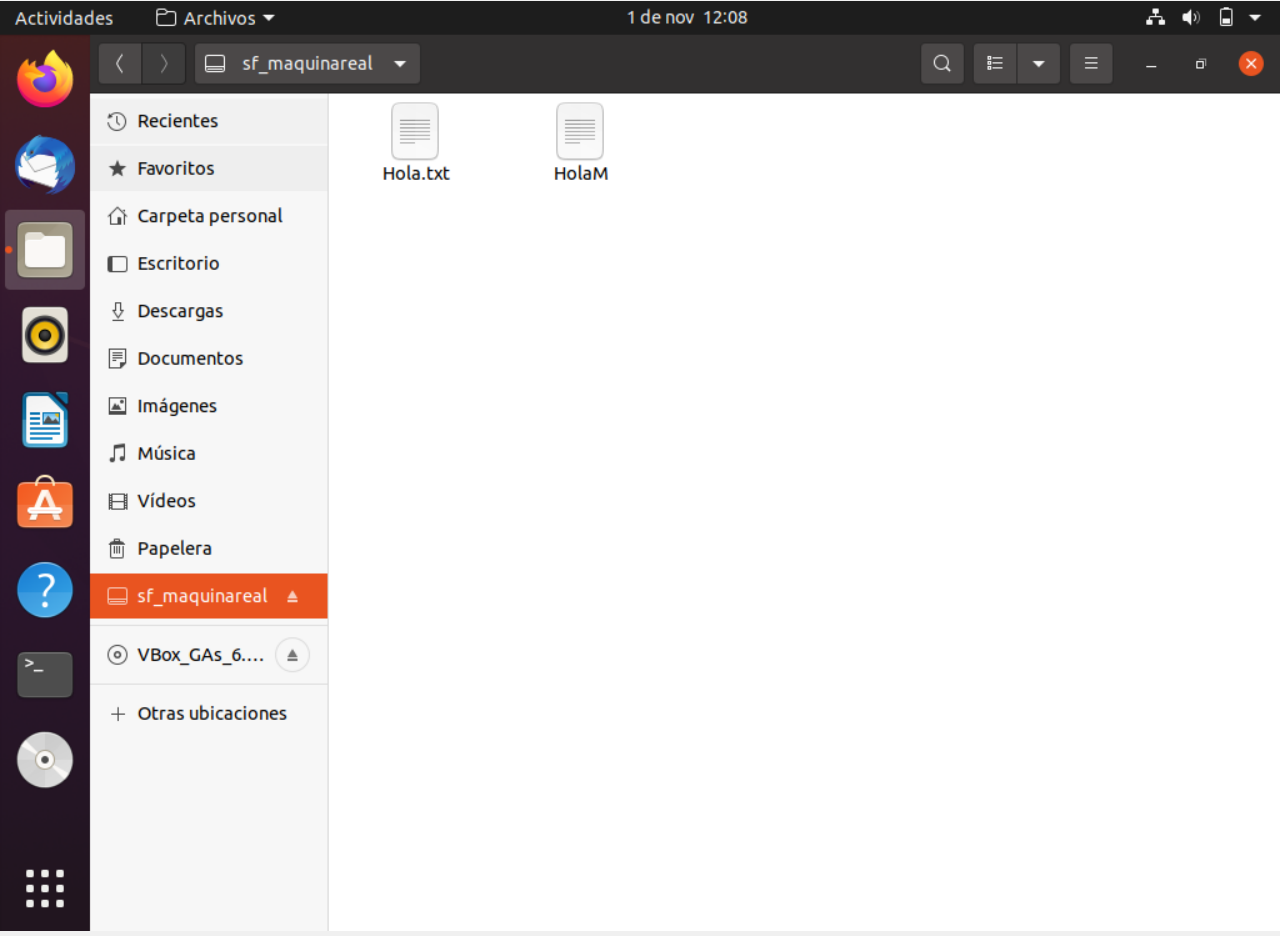 Actividades Archivos 1 de nov 12:08
sf_maquinareal
Recientes
Favoritos
Carpeta personal
Escritorio
Descargas
Documentos
Imágenes
Música
Vídeos
Papelera
sf_maquinareal
VBox_GAs_6....
Otras ubicaciones
Hola.txt HolaM